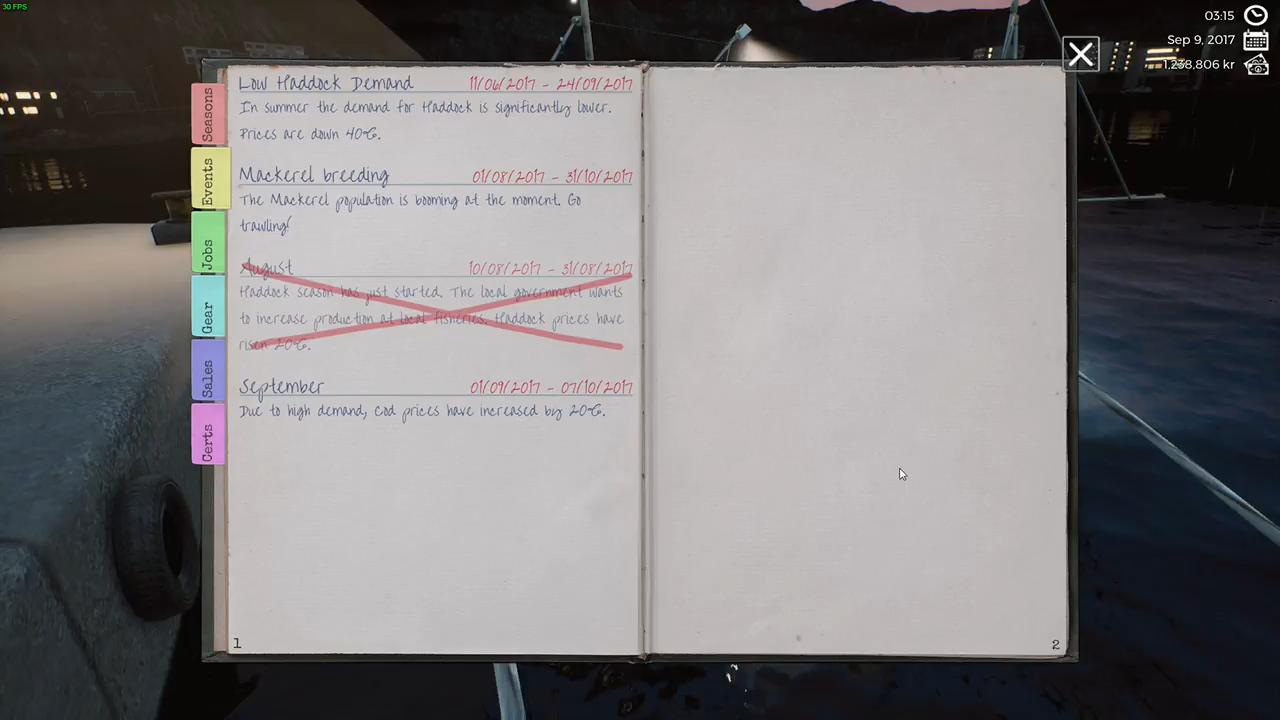 30 FPS
03:15
Sep 9, 2017
1,238,806 kr
Low Haddock Demand 11/06/2017 - 24/09/2017
In summer the demand for Haddock is significantly lower.
Prices are down 40%.
Mackerel breeding 01/08/2017 - 31/10/2017
The Mackerel population is booming at the moment. Go
trawling!
August 10/08/2017 - 31/08/2017
Haddock season has just started. The local government wants
to increase production at local fisheries. Haddock prices have
risen 20%.
September 01/09/2017 - 07/10/2017
Due to high demand, cod prices have increased by 20%.
Seasons
Events
Jobs
Gear
Sales
Certs
1
2